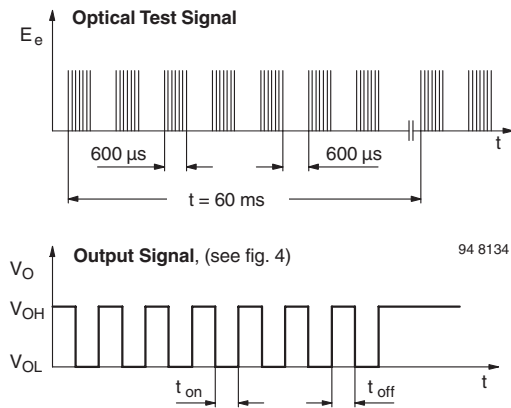 Optical Test Signal
E e
600 µs
600 µs
t
t = 60 ms
94 8134
Output Signal, (see fig. 4)
V O
V OH
V OL
t on
t off
t